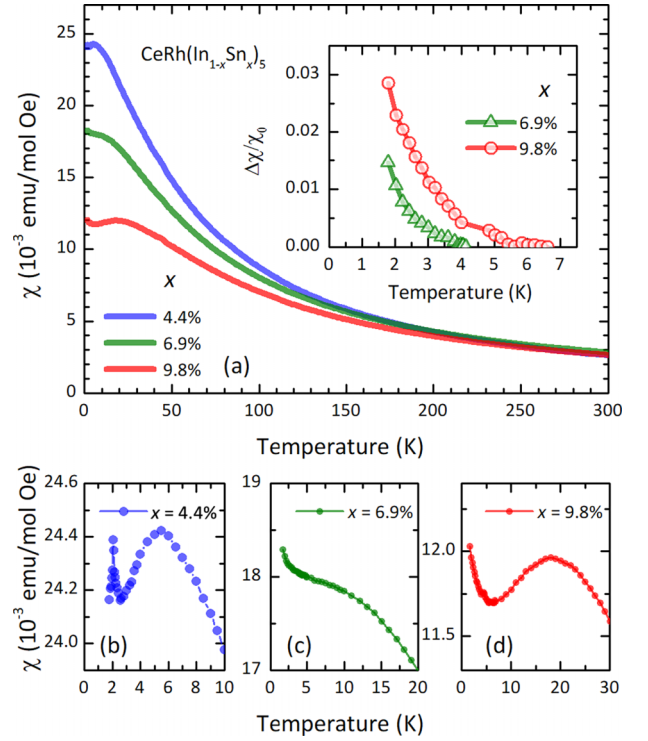 25
20
15
10
5
0
χ (10⁻³ emu/mol Oe)
CeRh(In₁₋ₓSnₓ)₅
x
4.4%
6.9%
9.8%
(a)
0 50 100 150 200 250 300
Temperature (K)
0.03
0.02
0.01
0.00
Δχ/χ₀
x
6.9%
9.8%
0 1 2 3 4 5 6 7
Temperature (K)
χ (10⁻³ emu/mol Oe)
24.6
24.4
24.2
24.0
x = 4.4%
(b)
0 2 4 6 8 10
19
18
17
x = 6.9%
(c)
0 5 10 15 20
12.0
11.5
x = 9.8%
(d)
0 10 20 30
Temperature (K)